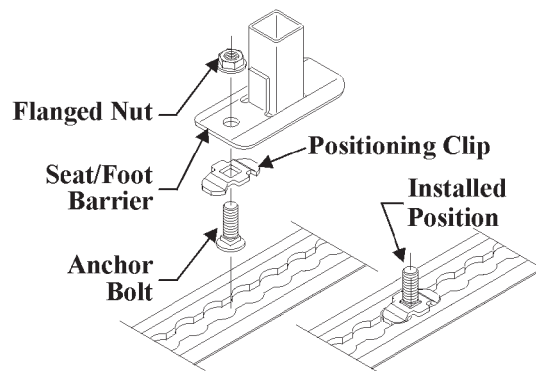 Flanged Nut
Seat/Foot
Barrier
Positioning Clip
Anchor
Bolt
Installed
Position